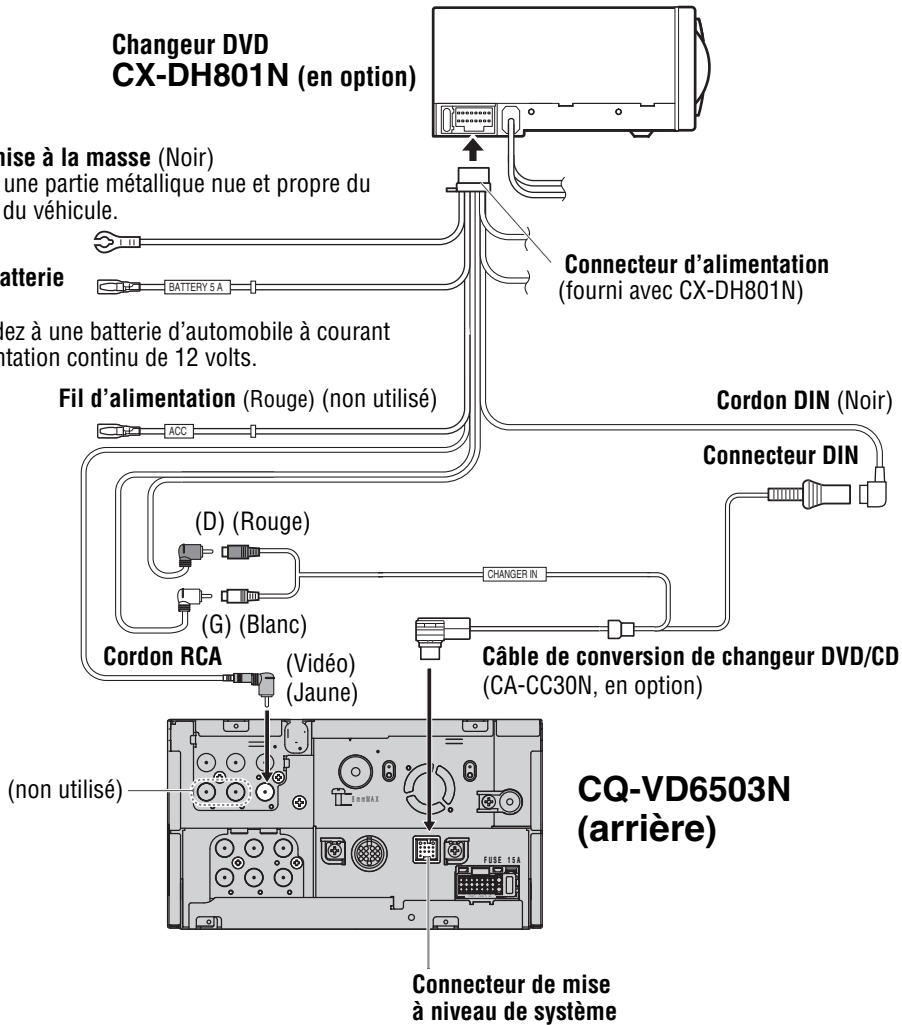 Changeur DVD
CX-DH801N (en option)
mise à la masse (Noir)
une partie métallique nue et propre du
du véhicule.
Connecteur d'alimentation
(fourni avec CX-DH801N)
BATTERY 5 A
dez à une batterie d'automobile à courant
ntation continu de 12 volts.
Fil d'alimentation (Rouge) (non utilisé)
ACC
Cordon DIN (Noir)
Connecteur DIN
(D) (Rouge)
CHANGER IN
(G) (Blanc)
Cordon RCA
(Vidéo)
(Jaune)
Câble de conversion de changeur DVD/CD
(CA-CC30N, en option)
(non utilisé)
8mmMAX
FUSE 15A
CQ-VD6503N
(arrière)
Connecteur de mise
à niveau de système